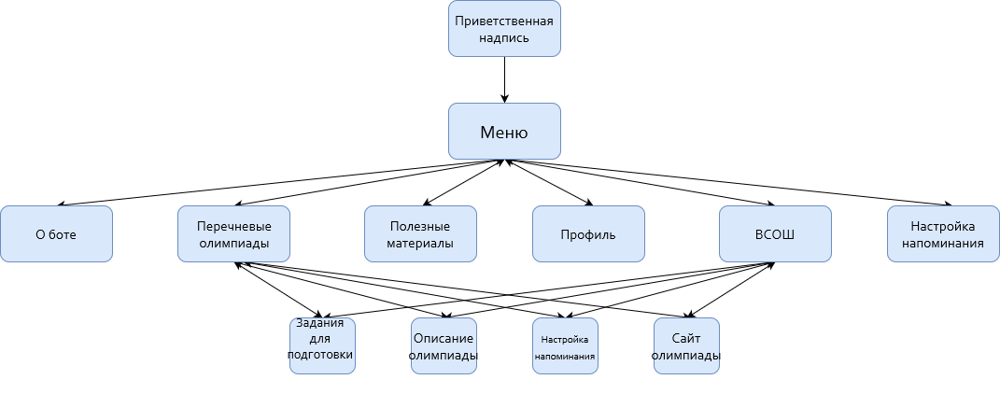 Приветственная
надпись
Меню
О боте
Перечневые
олимпиады
Полезные
материалы
Профиль
ВСОШ
Настройка
напоминания
Задания
для
подготовки
Описание
олимпиады
Настройка
напоминания
Сайт
олимпиады